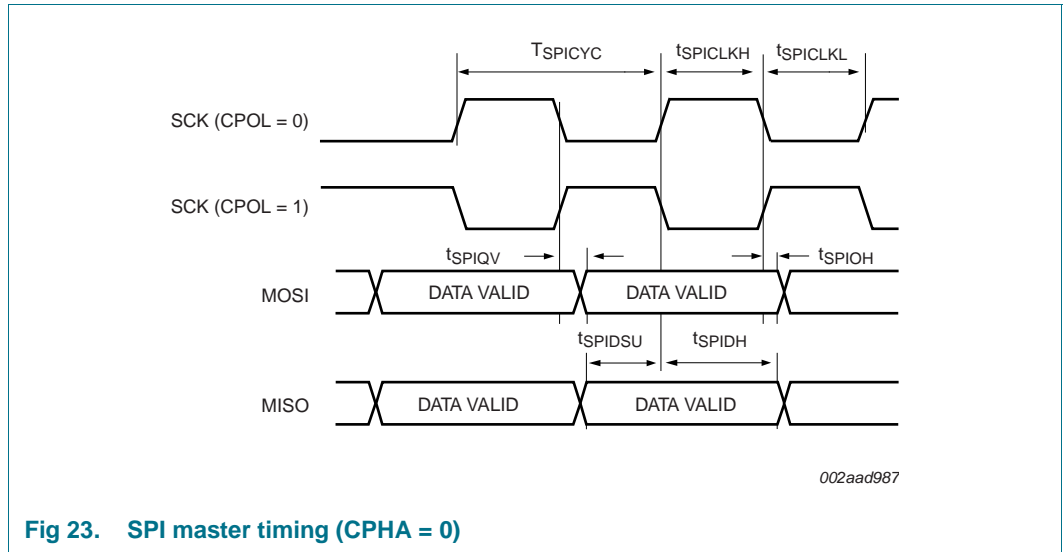 TSPICYC tSPICLKH tSPICLKL
SCK (CPOL = 0)
SCK (CPOL = 1)
tSPIQV tSPIOH
MOSI DATA VALID DATA VALID
tSPIDSU tSPIDH
MISO DATA VALID DATA VALID
002aad987
Fig 23. SPI master timing (CPHA = 0)